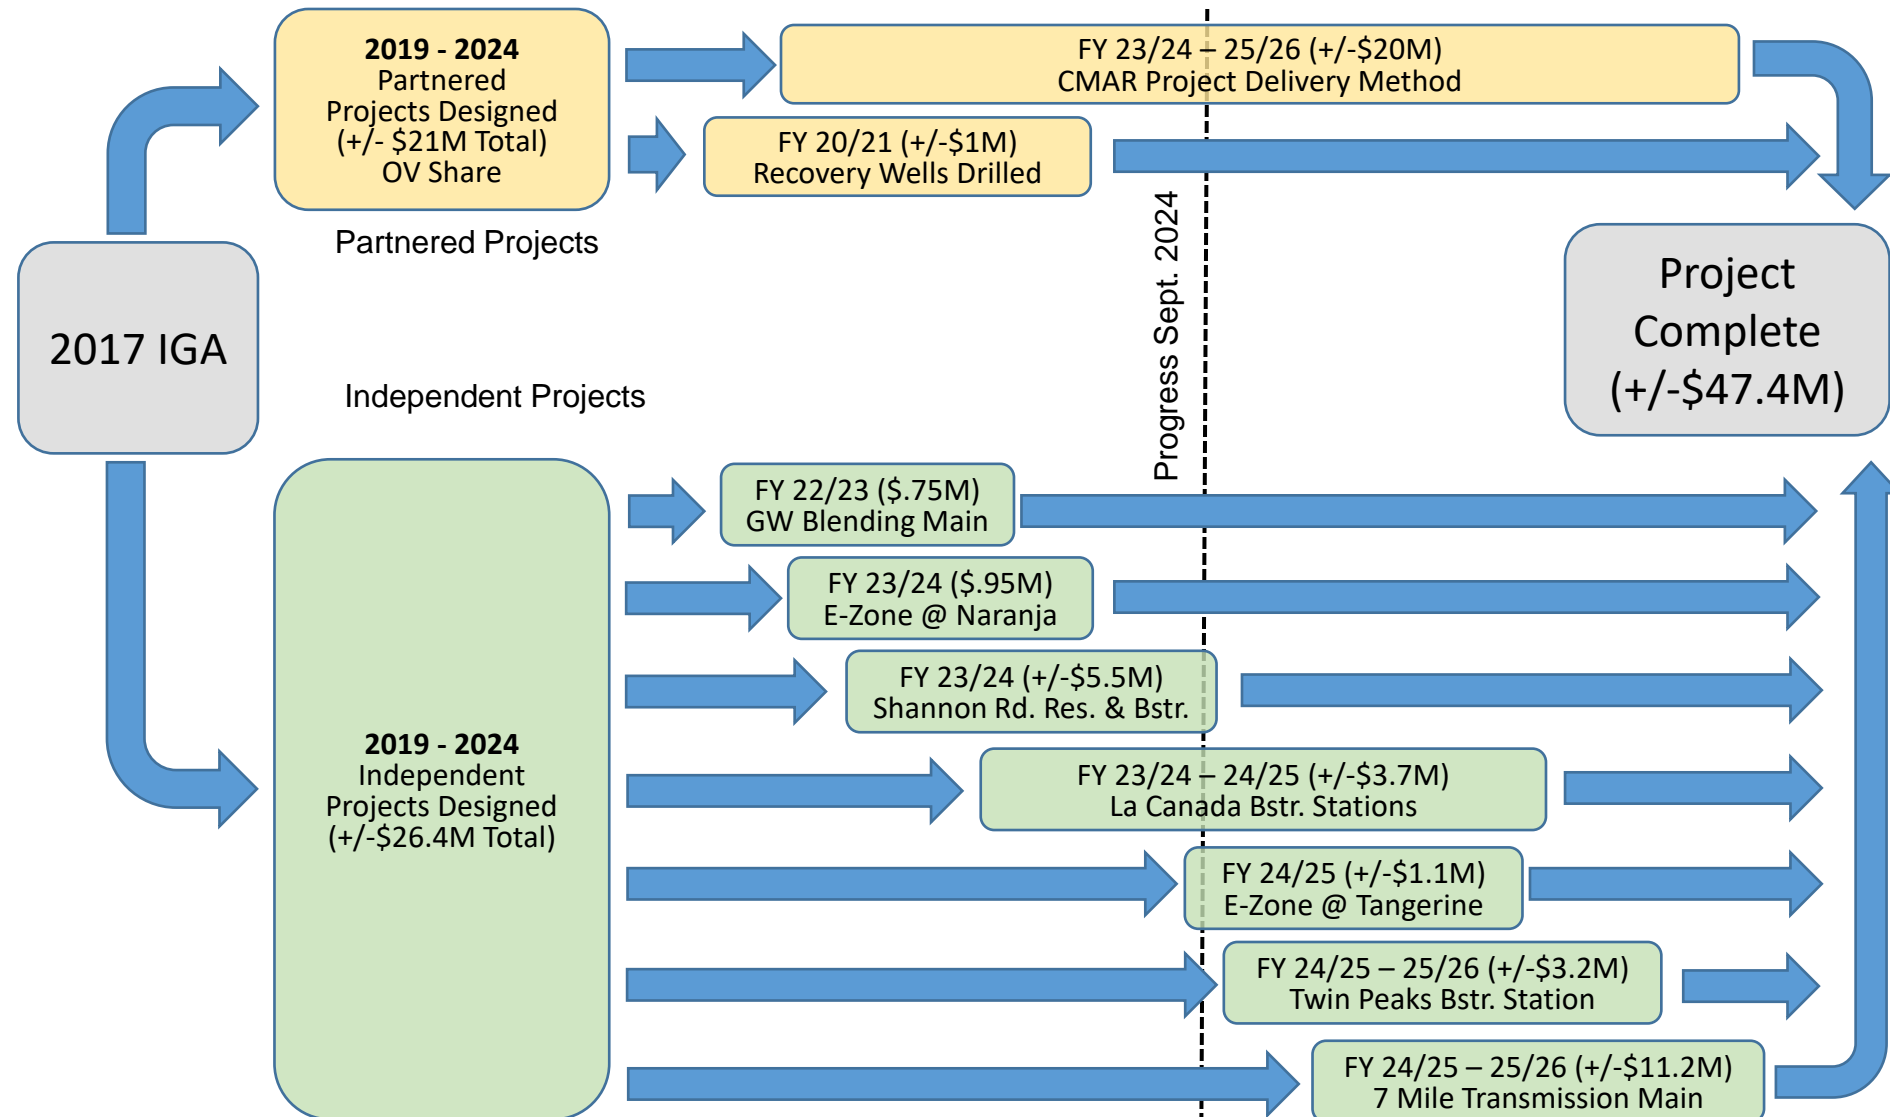 2019 - 2024
Partnered
Projects Designed
(+/- $21M Total)
OV Share
FY 23/24 – 25/26 (+/-$20M)
CMAR Project Delivery Method
FY 20/21 (+/-$1M)
Recovery Wells Drilled
Partnered Projects
Progress Sept. 2024
2017 IGA
Project
Complete
(+/-$47.4M)
Independent Projects
2019 - 2024
Independent
Projects Designed
(+/-$26.4M Total)
FY 22/23 ($.75M)
GW Blending Main
FY 23/24 ($.95M)
E-Zone @ Naranja
FY 23/24 (+/-$5.5M)
Shannon Rd. Res. & Bstr.
FY 23/24 – 24/25 (+/-$3.7M)
La Canada Bstr. Stations
FY 24/25 (+/-$1.1M)
E-Zone @ Tangerine
FY 24/25 – 25/26 (+/-$3.2M)
Twin Peaks Bstr. Station
FY 24/25 – 25/26 (+/-$11.2M)
7 Mile Transmission Main